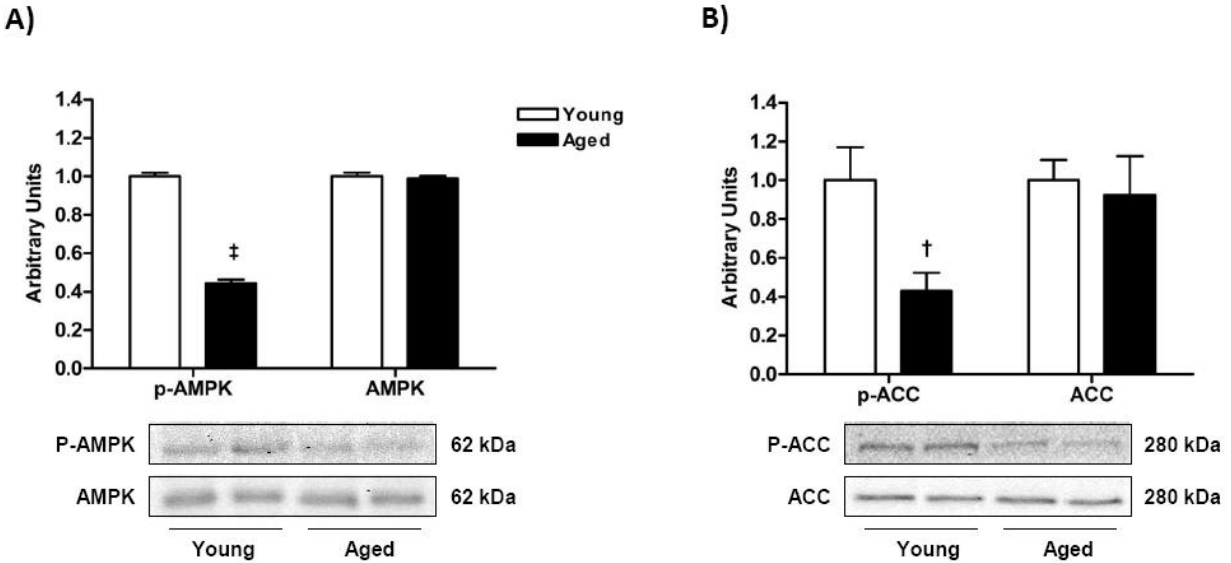 A)
B)
1.4
1.2
1.0
0.8
0.6
0.4
0.2
0.0
Arbitrary Units
‡
p-AMPK AMPK
Young
Aged
1.4
1.2
1.0
0.8
0.6
0.4
0.2
0.0
Arbitrary Units
†
p-ACC ACC
P-AMPK 62 kDa
AMPK 62 kDa
Young Aged
P-ACC 280 kDa
ACC 280 kDa
Young Aged